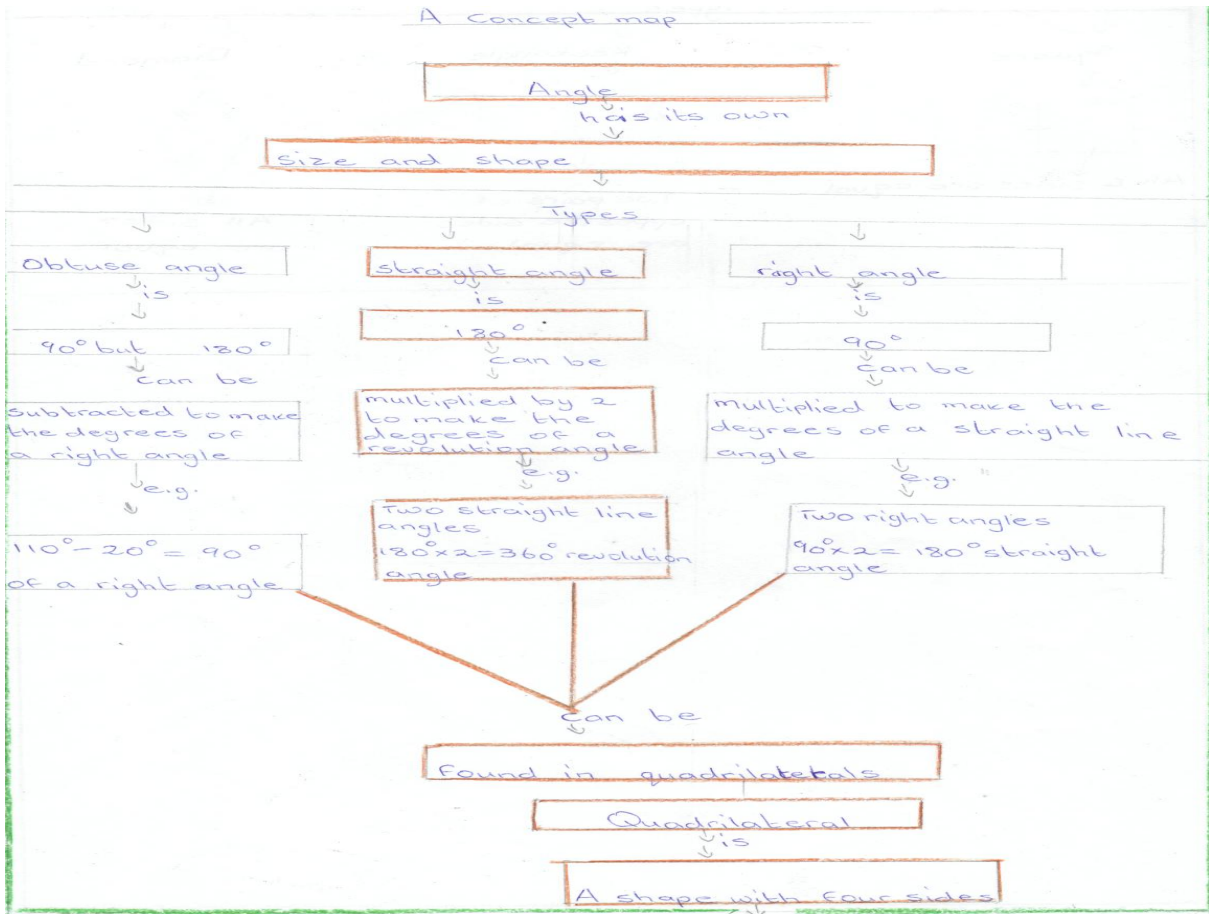 A Concept map
Angle
has its own
size and shape
Types
Obtuse angle
is
90° but 180°
can be
subtracted to make
the degrees of
a right angle
e.g.
110° - 20° = 90°
of a right angle
straight angle
is
180°
can be
multiplied by 2
to make the
degrees of a
revolution angle
e.g.
Two straight line
angles
180° x 2 = 360° revolution
angle
right angle
is
90°
can be
multiplied to make the
degrees of a straight line
angle
e.g.
Two right angles
90° x 2 = 180° straight
angle
can be
Found in quadrilaterals
Quadrilateral
is
A shape with four sides